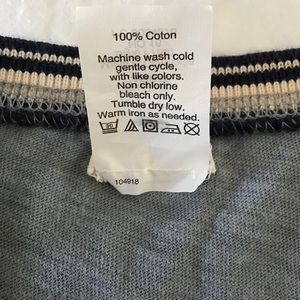 100% Coton
Machine wash cold
gentle cycle,
with like colors.
Non chlorine
bleach only.
Tumble dry low.
Warm iron as needed.
104918